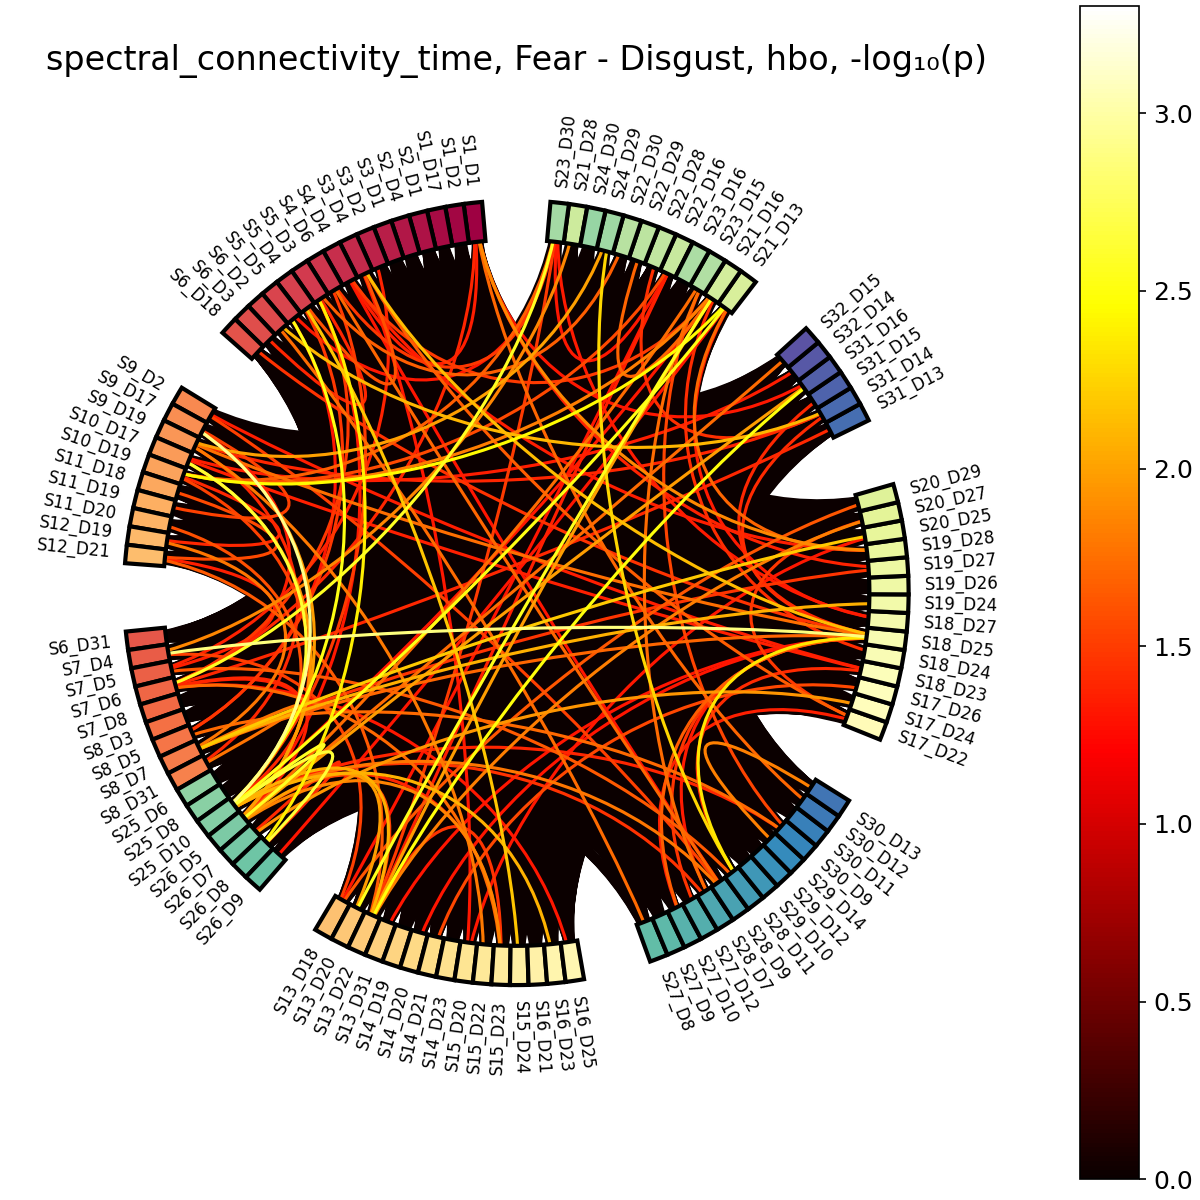 spectral_connectivity_time, Fear - Disgust, hbo, -log₁₀(p)
S1_D1
S1_D2
S1_D17
S2_D1
S2_D4
S3_D1
S3_D2
S3_D4
S4_D4
S4_D6
S5_D3
S5_D4
S5_D5
S6_D2
S6_D3
S6_D18
S9_D2
S9_D17
S9_D19
S10_D17
S10_D19
S11_D18
S11_D19
S11_D20
S12_D19
S12_D21
S6_D31
S7_D4
S7_D5
S7_D6
S7_D8
S8_D3
S8_D5
S8_D7
S8_D31
S25_D6
S25_D8
S25_D10
S26_D5
S26_D7
S26_D8
S26_D9
S13_D18
S13_D20
S13_D22
S13_D31
S14_D19
S14_D20
S14_D21
S14_D23
S15_D20
S15_D22
S15_D23
S15_D24
S16_D21
S16_D23
S16_D25
S27_D8
S27_D9
S27_D10
S27_D12
S28_D7
S28_D9
S28_D11
S29_D10
S29_D12
S29_D14
S30_D9
S30_D11
S30_D12
S30_D13
S17_D22
S17_D24
S17_D26
S18_D23
S18_D24
S18_D25
S18_D27
S19_D24
S19_D26
S19_D27
S19_D28
S20_D25
S20_D27
S20_D29
S31_D13
S31_D14
S31_D15
S31_D16
S32_D14
S32_D15
S21_D13
S21_D16
S23_D15
S23_D16
S22_D16
S22_D28
S22_D29
S22_D30
S24_D29
S24_D30
S21_D28
S23_D30
3.0
2.5
2.0
1.5
1.0
0.5
0.0